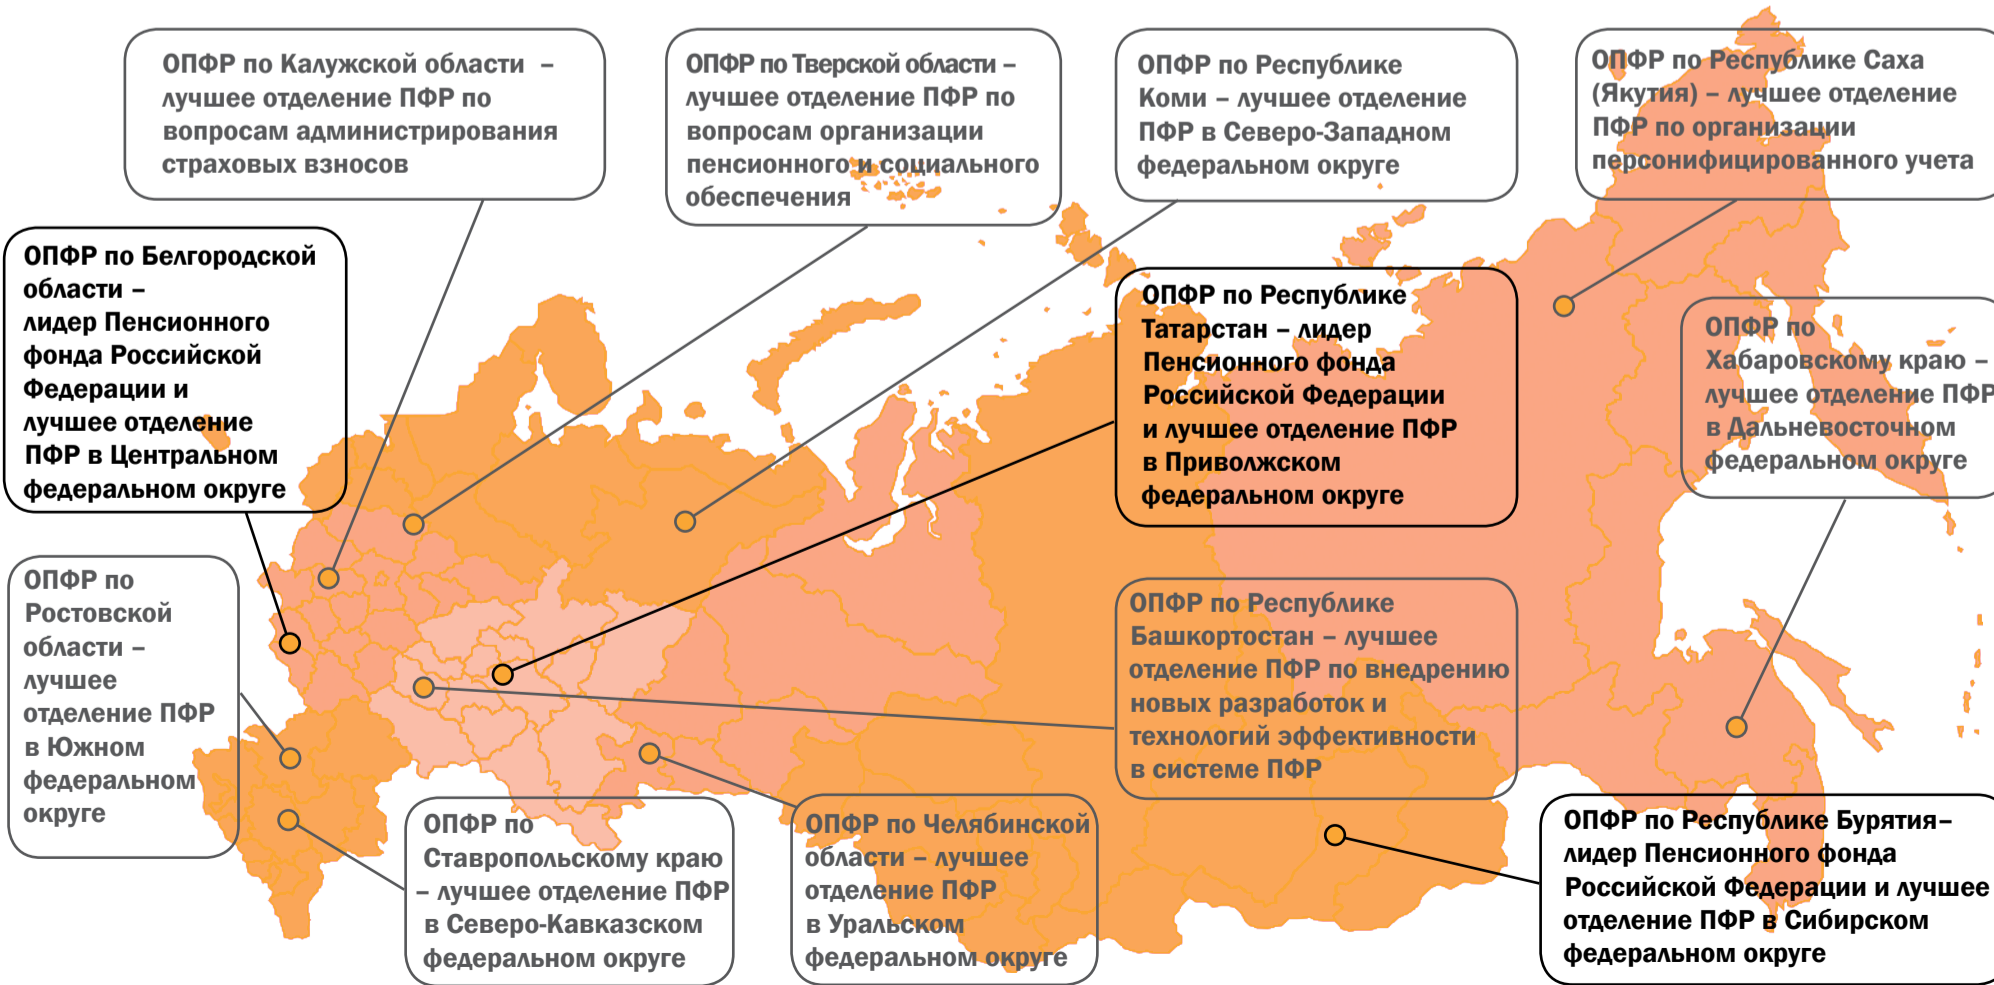 ОПФР по Калужской области –
лучшее отделение ПФР по
вопросам администрирования
страховых взносов
ОПФР по Тверской области –
лучшее отделение ПФР по
вопросам организации
пенсионного и социального
обеспечения
ОПФР по Республике
Коми – лучшее отделение
ПФР в Северо-Западном
федеральном округе
ОПФР по Республике Саха
(Якутия) – лучшее отделение
ПФР по организации
персонифицированного учета
ОПФР по Белгородской
области –
лидер Пенсионного
фонда Российской
Федерации и
лучшее отделение
ПФР в Центральном
федеральном округе
ОПФР по Республике
Татарстан – лидер
Пенсионного фонда
Российской Федерации
и лучшее отделение ПФР
в Приволжском
федеральном округе
ОПФР по
Хабаровскому краю –
лучшее отделение ПФР
в Дальневосточном
федеральном округе
ОПФР по
Ростовской
области –
лучшее
отделение ПФР
в Южном
федеральном
округе
ОПФР по Республике
Башкортостан – лучшее
отделение ПФР по внедрению
новых разработок и
технологий эффективности
в системе ПФР
ОПФР по
Ставропольскому краю
– лучшее отделение ПФР
в Северо-Кавказском
федеральном округе
ОПФР по Челябинской
области – лучшее
отделение ПФР
в Уральском
федеральном округе
ОПФР по Республике Бурятия–
лидер Пенсионного фонда
Российской Федерации и лучшее
отделение ПФР в Сибирском
федеральном округе